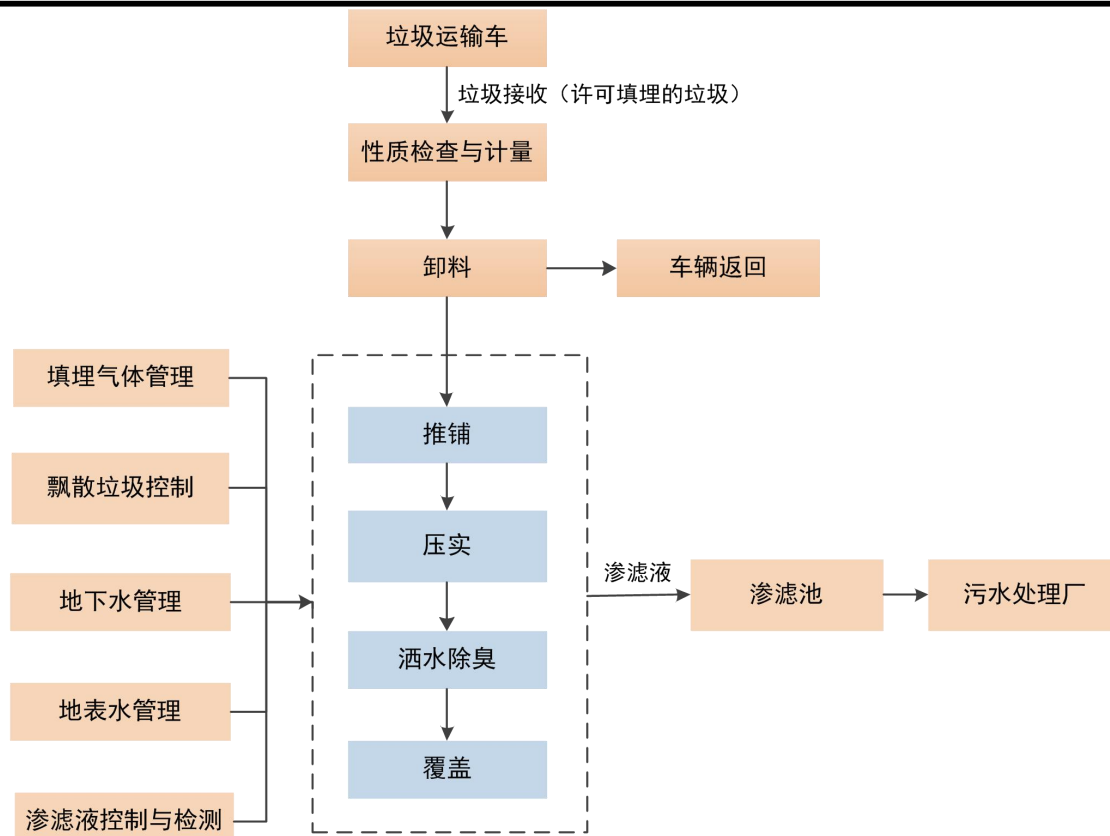 垃圾运输车
垃圾接收（许可填埋的垃圾）
性质检查与计量
卸料
车辆返回
填埋气体管理
飘散垃圾控制
地下水管理
地表水管理
渗滤液控制与检测
推铺
压实
洒水除臭
覆盖
渗滤液
渗滤池
污水处理厂